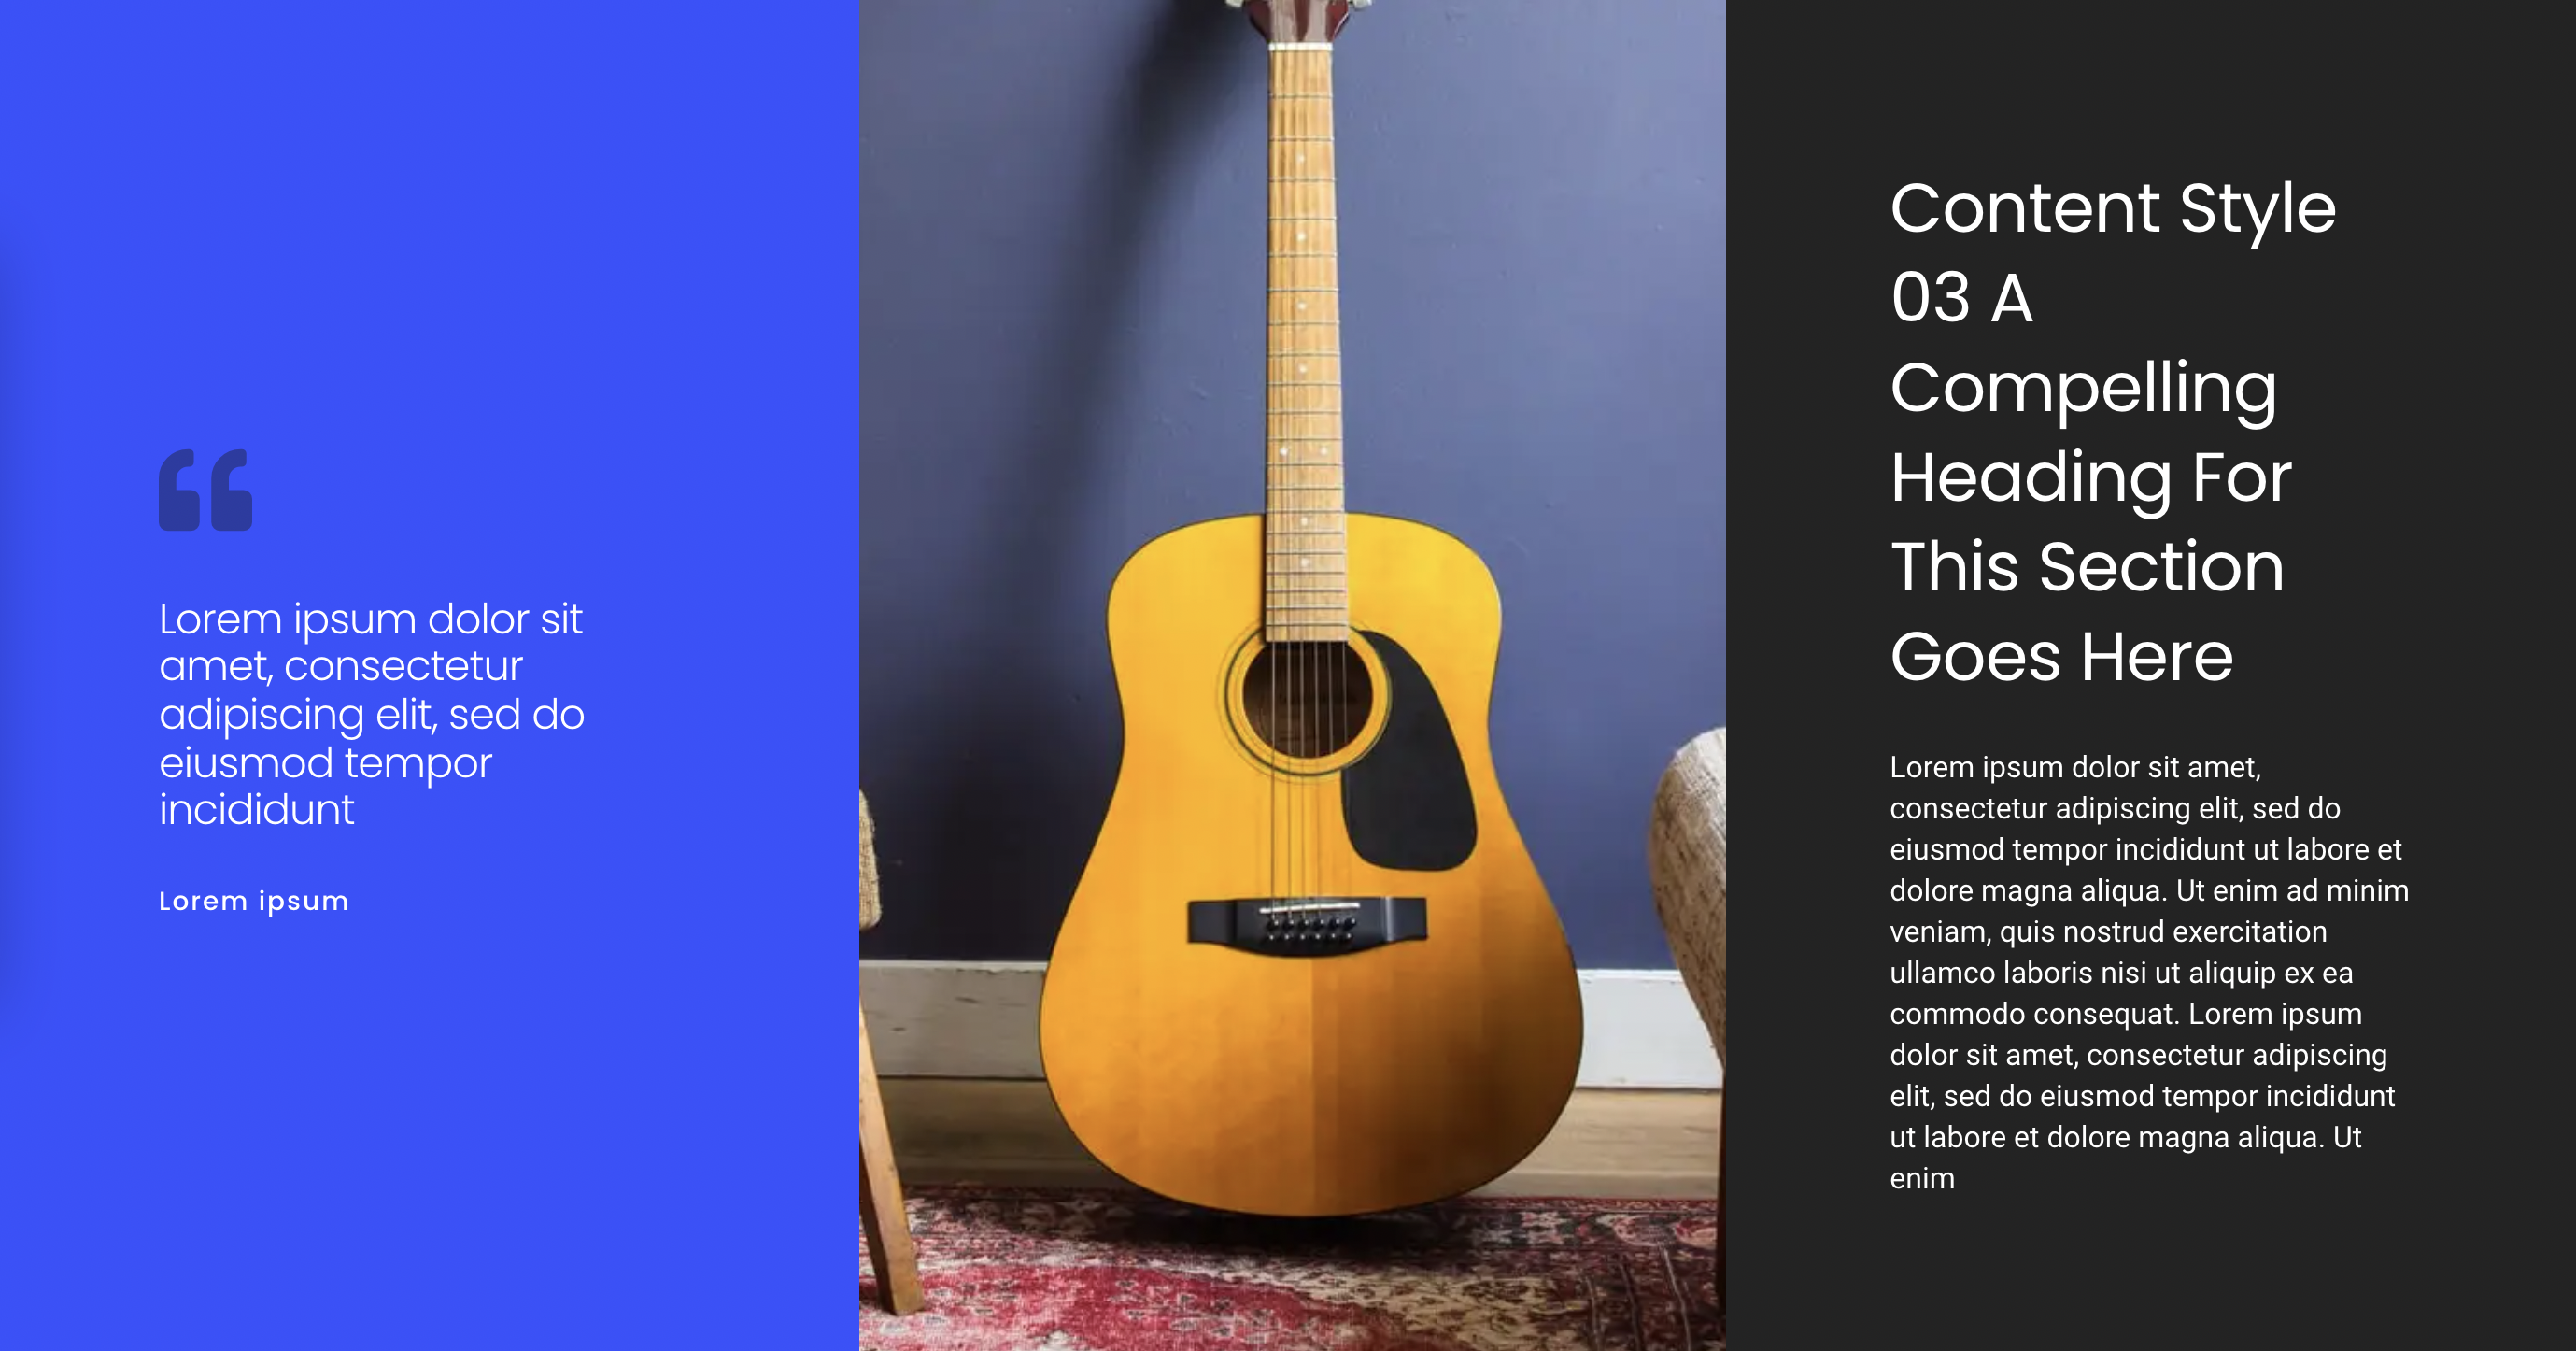 “
Lorem ipsum dolor sit
amet, consectetur
adipiscing elit, sed do
eiusmod tempor
incididunt
Lorem ipsum
Content Style
03 A
Compelling
Heading For
This Section
Goes Here
Lorem ipsum dolor sit amet,
consectetur adipiscing elit, sed do
eiusmod tempor incididunt ut labore et
dolore magna aliqua. Ut enim ad minim
veniam, quis nostrud exercitation
ullamco laboris nisi ut aliquip ex ea
commodo consequat. Lorem ipsum
dolor sit amet, consectetur adipiscing
elit, sed do eiusmod tempor incididunt
ut labore et dolore magna aliqua. Ut
enim